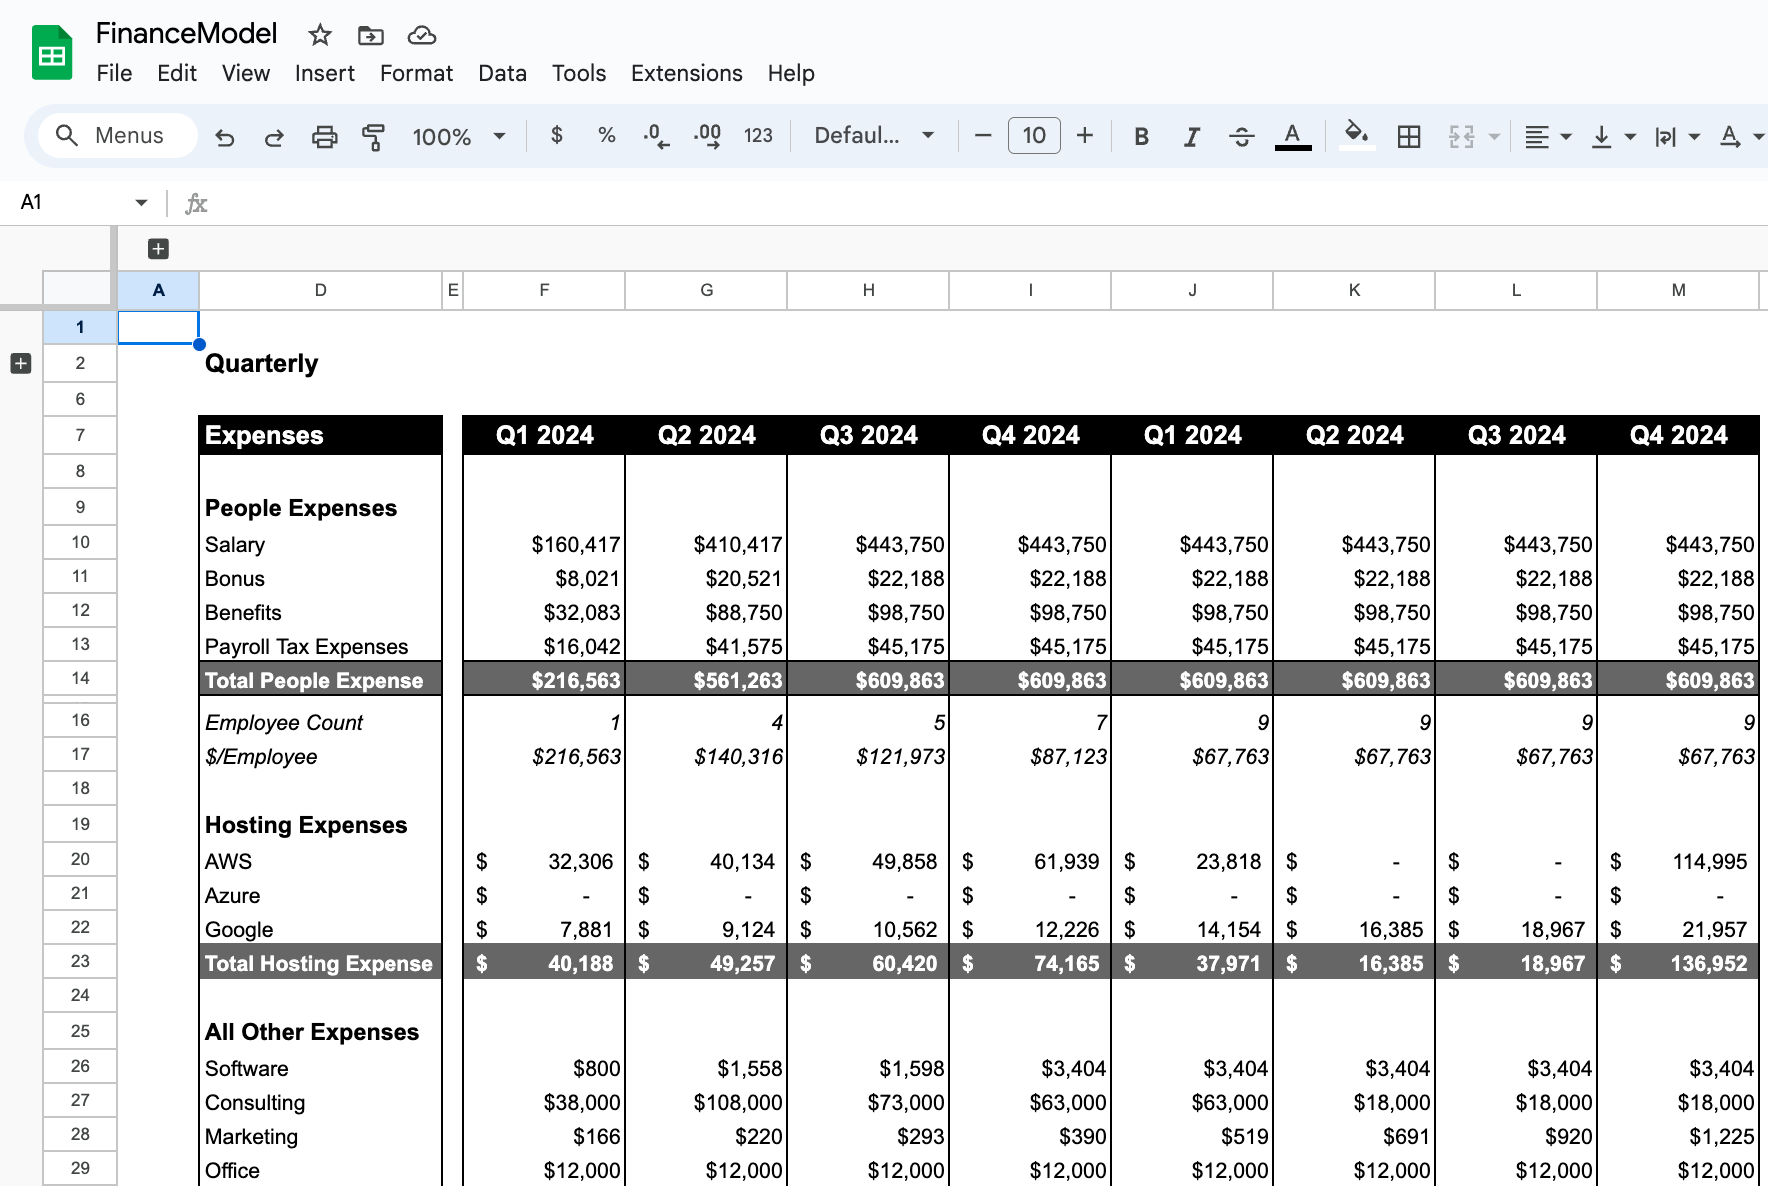 FinanceModel
File Edit View Insert Format Data Tools Extensions Help
Menus 100% $ % .0 .00 123 Defaul... − 10 + B I S A A
A1 fx
A D E F G H I J K L M
1
2 Quarterly
6
7 Expenses Q1 2024 Q2 2024 Q3 2024 Q4 2024 Q1 2024 Q2 2024 Q3 2024 Q4 2024
8
9 People Expenses
10 Salary $160,417 $410,417 $443,750 $443,750 $443,750 $443,750 $443,750 $443,750
11 Bonus $8,021 $20,521 $22,188 $22,188 $22,188 $22,188 $22,188 $22,188
12 Benefits $32,083 $88,750 $98,750 $98,750 $98,750 $98,750 $98,750 $98,750
13 Payroll Tax Expenses $16,042 $41,575 $45,175 $45,175 $45,175 $45,175 $45,175 $45,175
14 Total People Expense $216,563 $561,263 $609,863 $609,863 $609,863 $609,863 $609,863 $609,863
16 Employee Count 1 4 5 7 9 9 9 9
17 $/Employee $216,563 $140,316 $121,973 $87,123 $67,763 $67,763 $67,763 $67,763
18
19 Hosting Expenses
20 AWS $ 32,306 $ 40,134 $ 49,858 $ 61,939 $ 23,818 $ - $ - $ 114,995
21 Azure $ - $ - $ - $ - $ - $ - $ - $ -
22 Google $ 7,881 $ 9,124 $ 10,562 $ 12,226 $ 14,154 $ 16,385 $ 18,967 $ 21,957
23 Total Hosting Expense $ 40,188 $ 49,257 $ 60,420 $ 74,165 $ 37,971 $ 16,385 $ 18,967 $ 136,952
24
25 All Other Expenses
26 Software $800 $1,558 $1,598 $3,404 $3,404 $3,404 $3,404 $3,404
27 Consulting $38,000 $108,000 $73,000 $63,000 $63,000 $18,000 $18,000 $18,000
28 Marketing $166 $220 $293 $390 $519 $691 $920 $1,225
29 Office $12,000 $12,000 $12,000 $12,000 $12,000 $12,000 $12,000 $12,000